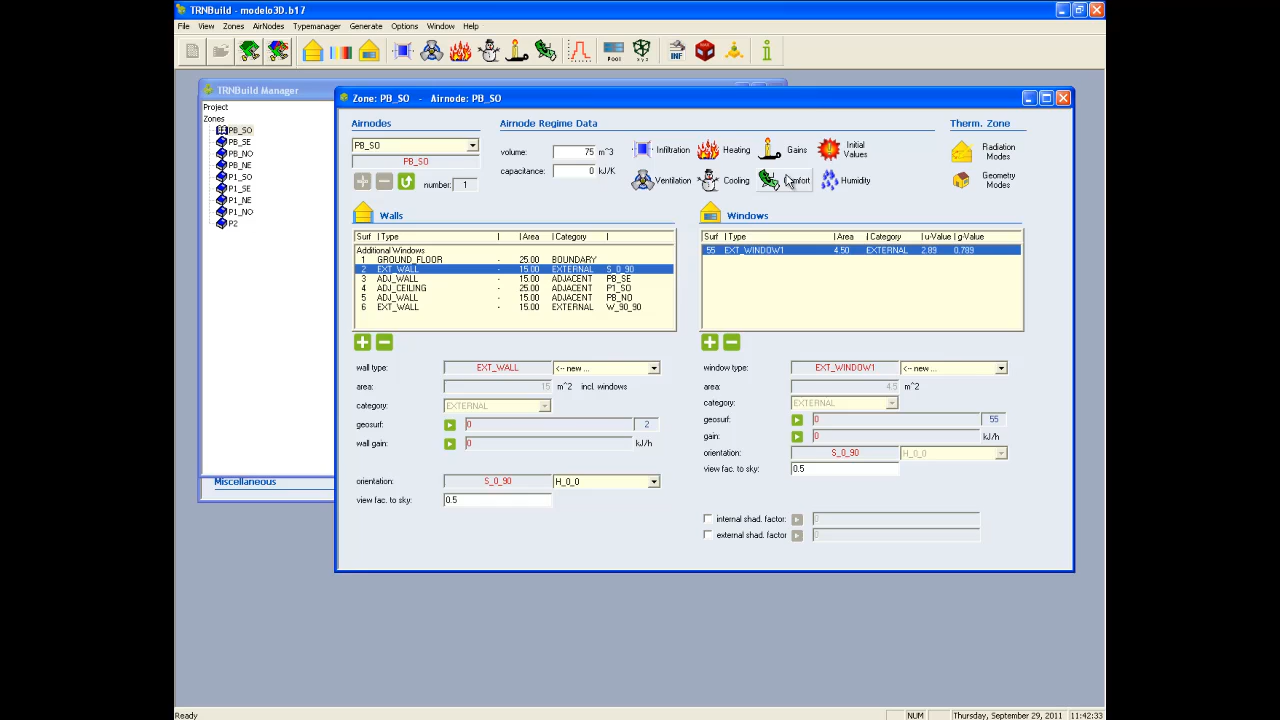 TRNBuild - modelo3D.b17
File View Zones AirNodes Typemanager Generate Options Window Help
POOL INF
TRNBuild Manager
Project
Zones
PB_SO
PB_SE
PB_NO
PB_NE
P1_SO
P1_SE
P1_NE
P1_NO
P2
Miscellaneous
Zone: PB_SO - Airnode: PB_SO
Airnodes
PB_SO
PB_SO
number: 1
Airnode Regime Data
volume: 75 m^3
capacitance: 0 kJ/K
Infiltration Heating Gains Initial Values
Ventilation Cooling Comfort Humidity
Therm. Zone
Radiation Modes
Geometry Modes
Walls
Surf | Type | | Area | Category |
Additional Windows
1 GROUND_FLOOR - 25.00 BOUNDARY
2 EXT_WALL - 15.00 EXTERNAL S_0_90
3 ADJ_WALL - 15.00 ADJACENT PB_SE
4 ADJ_CEILING - 25.00 ADJACENT P1_SO
5 ADJ_WALL - 15.00 ADJACENT PB_NO
6 EXT_WALL - 15.00 EXTERNAL W_90_90
wall type: EXT_WALL <-- new ...
area: 15 m^2 incl. windows
category: EXTERNAL
geosurf: 0 2
wall gain: 0 kJ/h
orientation: S_0_90 H_0_0
view fac. to sky: 0.5
Windows
Surf | Type | Area | Category | u-Value | g-Value
55 EXT_WINDOW1 4.50 EXTERNAL 2.89 0.789
window type: EXT_WINDOW1 <-- new ...
area: 4.5 m^2
category: EXTERNAL
geosurf: 0 55
gain: 0 kJ/h
orientation: S_0_90 H_0_0
view fac. to sky: 0.5
internal shad. factor: 0
external shad. factor 0
Ready NUM Thursday, September 29, 2011 11:42:33